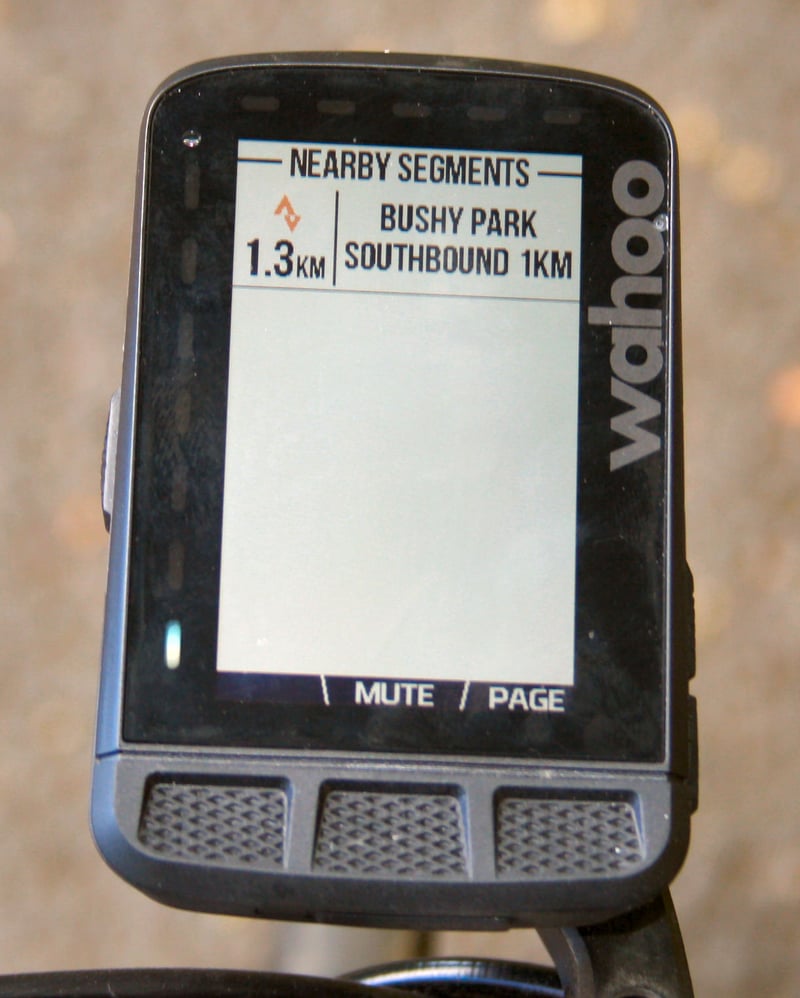 NEARBY SEGMENTS
1.3KM
BUSHY PARK
SOUTHBOUND 1KM
wahoo
MUTE
PAGE